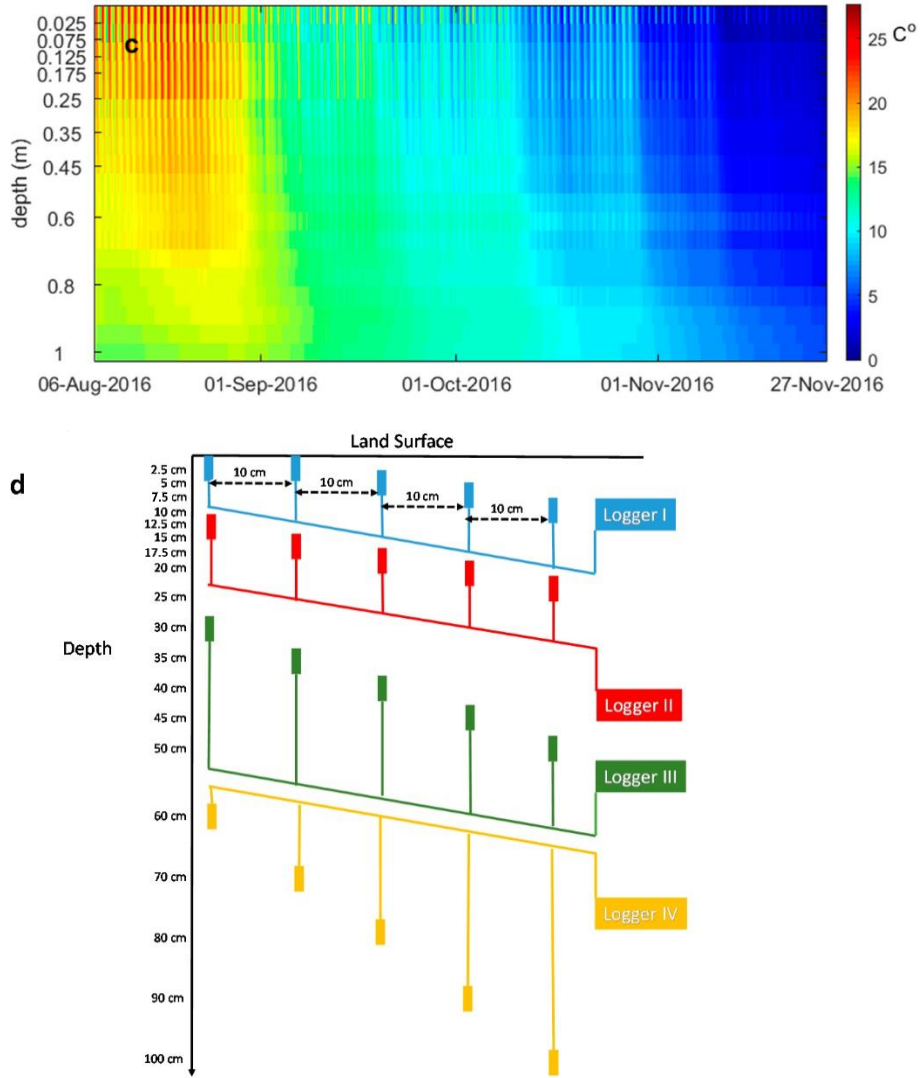 c
C°
0.025
0.075
0.125
0.175
0.25
0.35
0.45
0.6
0.8
1
depth (m)
25
20
15
10
5
0
06-Aug-2016 01-Sep-2016 01-Oct-2016 01-Nov-2016 27-Nov-2016
d
Land Surface
2.5 cm
5 cm
7.5 cm
10 cm
12.5 cm
15 cm
17.5 cm
20 cm
25 cm
30 cm
35 cm
40 cm
45 cm
50 cm
60 cm
70 cm
80 cm
90 cm
100 cm
Depth
10 cm
10 cm
10 cm
10 cm
Logger I
Logger II
Logger III
Logger IV